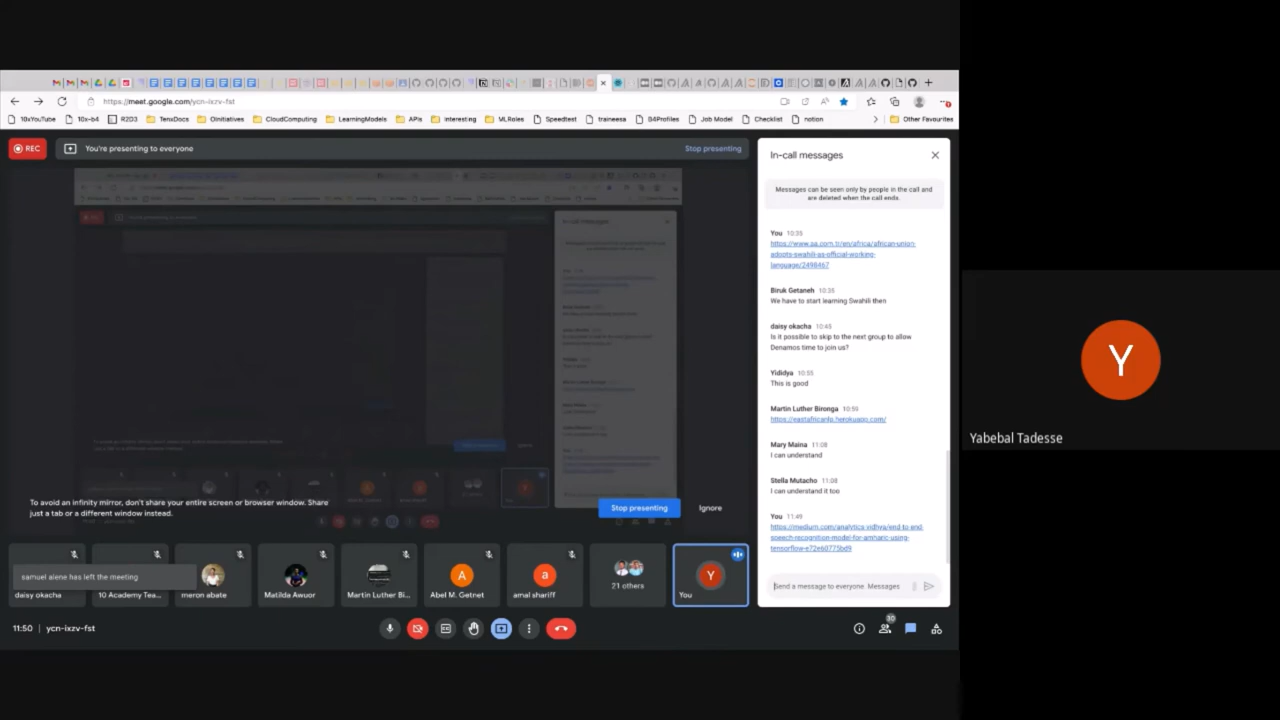 https://meet.google.com/ycn-ixzv-fst
10xYouTube
10x-b4
R2D3
TenxDocs
OInitiatives
CloudComputing
LearningModels
APIs
Interesting
MLRoles
Speedtest
traineesa
B4Profiles
Job Model
Checklist
notion
Other Favourites
REC
You're presenting to everyone
Stop presenting
In-call messages
Messages can be seen only by people in the call and
are deleted when the call ends.
You 10:35
https://www.aa.com.tr/en/africa/african-union-
adopts-swahili-as-official-working-
language/2498467
Biruk Getaneh 10:35
We have to start learning Swahili then
daisy okacha 10:45
Is it possible to skip to the next group to allow
Denamos time to join us?
Yididya 10:55
This is good
Martin Luther Bironga 10:59
https://eastafricanlp.herokuapp.com/
Mary Maina 11:08
I can understand
Stella Mutacho 11:08
I can understand it too
You 11:49
https://medium.com/analytics-vidhya/end-to-end-
speech-recognition-model-for-amharic-using-
tensorflow-e72e60775bd9
Send a message to everyone. Messages
To avoid an infinity mirror, don't share your entire screen or browser window. Share
just a tab or a different window instead.
Stop presenting
Ignore
samuel alene has left the meeting
daisy okacha
10 Academy Tea...
meron abate
Matilda Awuor
Martin Luther Bi...
A
Abel M. Getnet
a
amal shariff
21 others
Y
You
11:50 | ycn-ixzv-fst
30
Y
Yabebal Tadesse